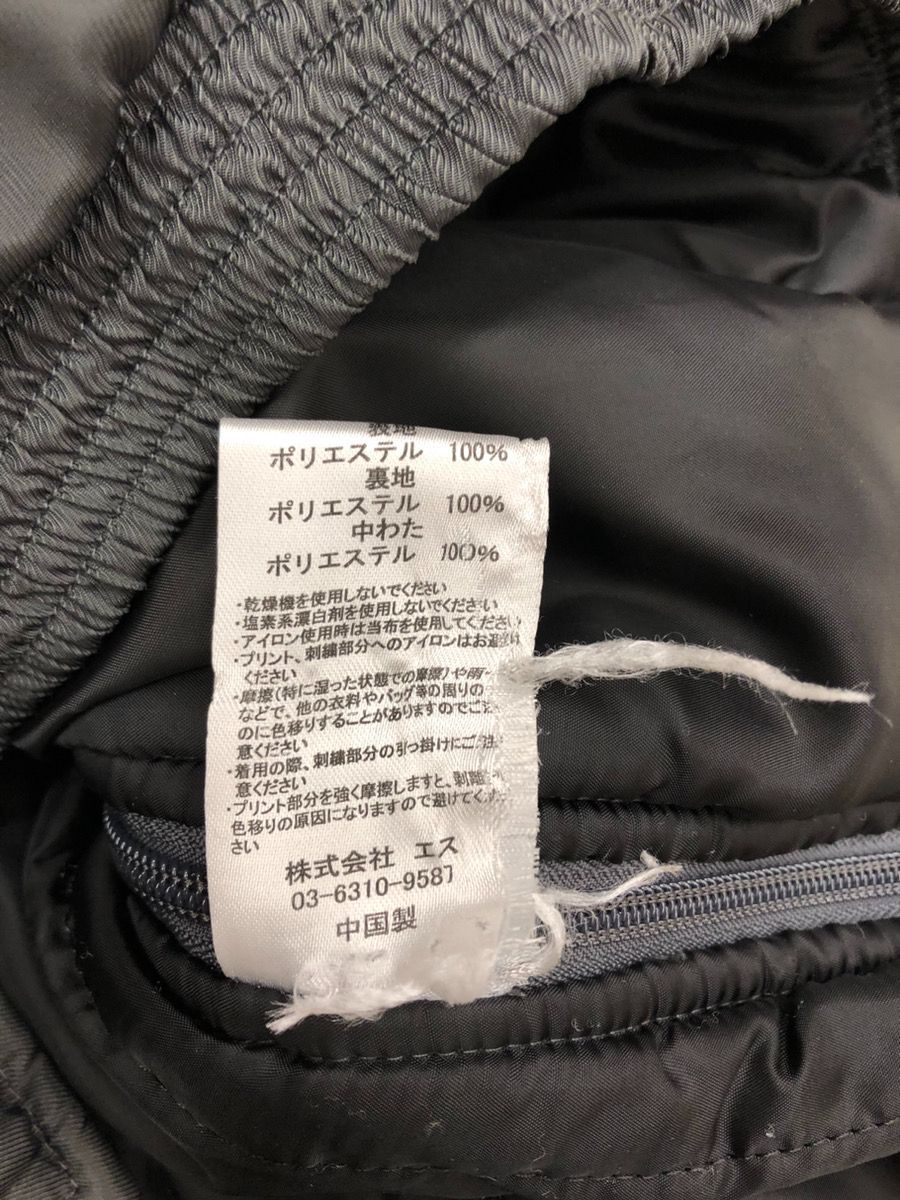 表地
ポリエステル 100%
裏地
ポリエステル 100%
中わた
ポリエステル 100%
・乾燥機を使用しないでください
・塩素系漂白剤を使用しないでください
・アイロン使用時は当布を使用してくださ
・プリント、刺繍部分へのアイロンはお避け
ください
・摩擦(特に湿った状態での摩擦)や雨
などで、他の衣料やバッグ等の周りの
のに色移りすることがありますのでご
意ください
・着用の際、刺繍部分の引っ掛けにご注
意ください
・プリント部分を強く摩擦しますと、剥離
色移りの原因になりますので避けてくだ
さい
株式会社 エス
03-6310-9587
中国製